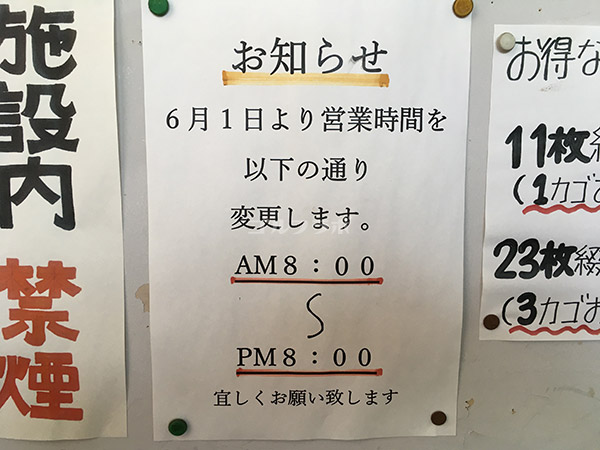 施設内
禁煙
お知らせ
6月1日より営業時間を
以下の通り
変更します。
AM8:00
〜
PM8:00
宜しくお願い致します
お得な
11枚綴
(1カゴお
23枚綴
(3カゴお